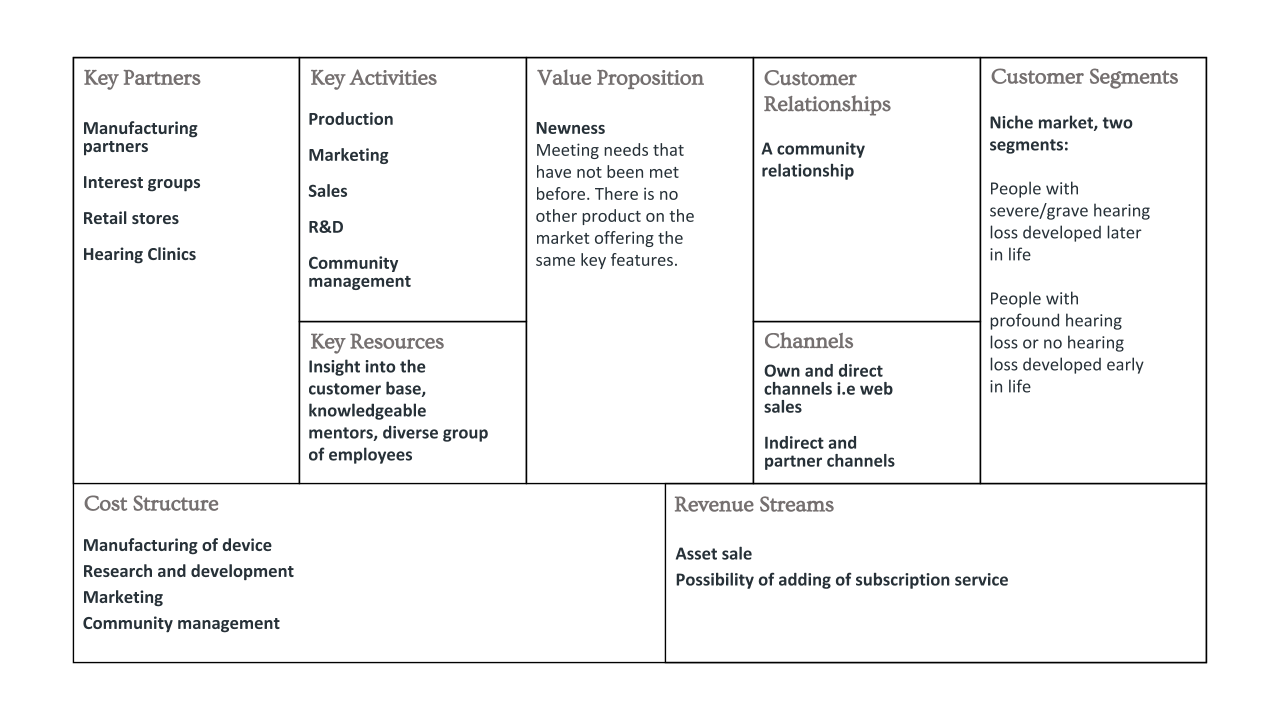 Key Partners
Manufacturing
partners
Interest groups
Retail stores
Hearing Clinics
Key Activities
Production
Marketing
Sales
R&D
Community
management
Key Resources
Insight into the
customer base,
knowledgeable
mentors, diverse group
of employees
Value Proposition
Newness
Meeting needs that
have not been met
before. There is no
other product on the
market offering the
same key features.
Customer
Relationships
A community
relationship
Channels
Own and direct
channels i.e web
sales
Indirect and
partner channels
Customer Segments
Niche market, two
segments:
People with
severe/grave hearing
loss developed later
in life
People with
profound hearing
loss or no hearing
loss developed early
in life
Cost Structure
Manufacturing of device
Research and development
Marketing
Community management
Revenue Streams
Asset sale
Possibility of adding of subscription service